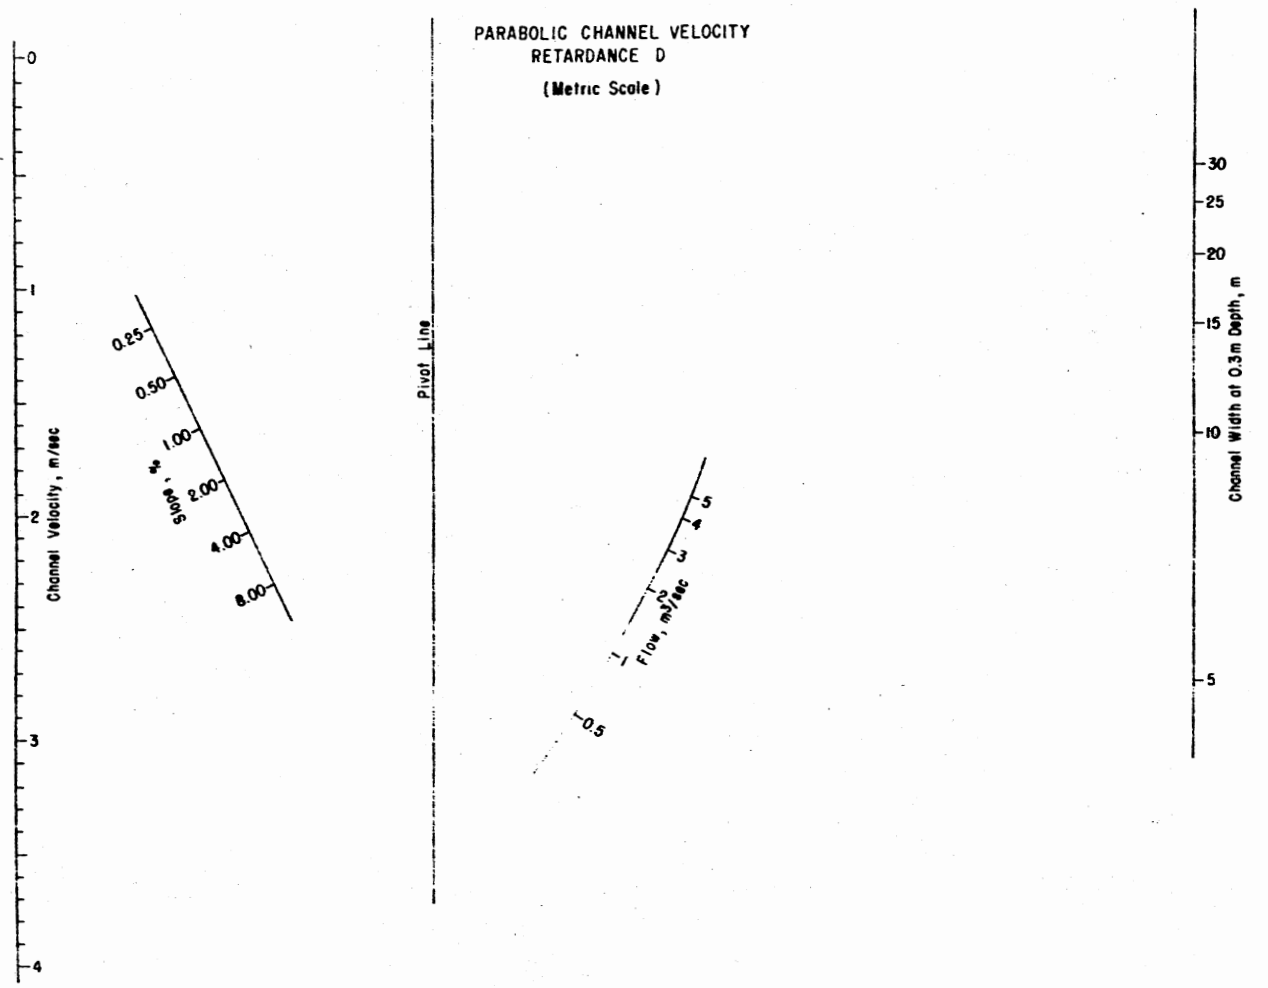 PARABOLIC CHANNEL VELOCITY
RETARDANCE D
(Metric Scale)
0
1
2
3
4
Channel Velocity, m/sec
0.25
0.50
1.00
2.00
4.00
8.00
Slope, %
Pivot Line
5
4
3
2
1
0.5
Flow, m³/sec
30
25
20
15
10
5
Channel Width at 0.3m Depth, m